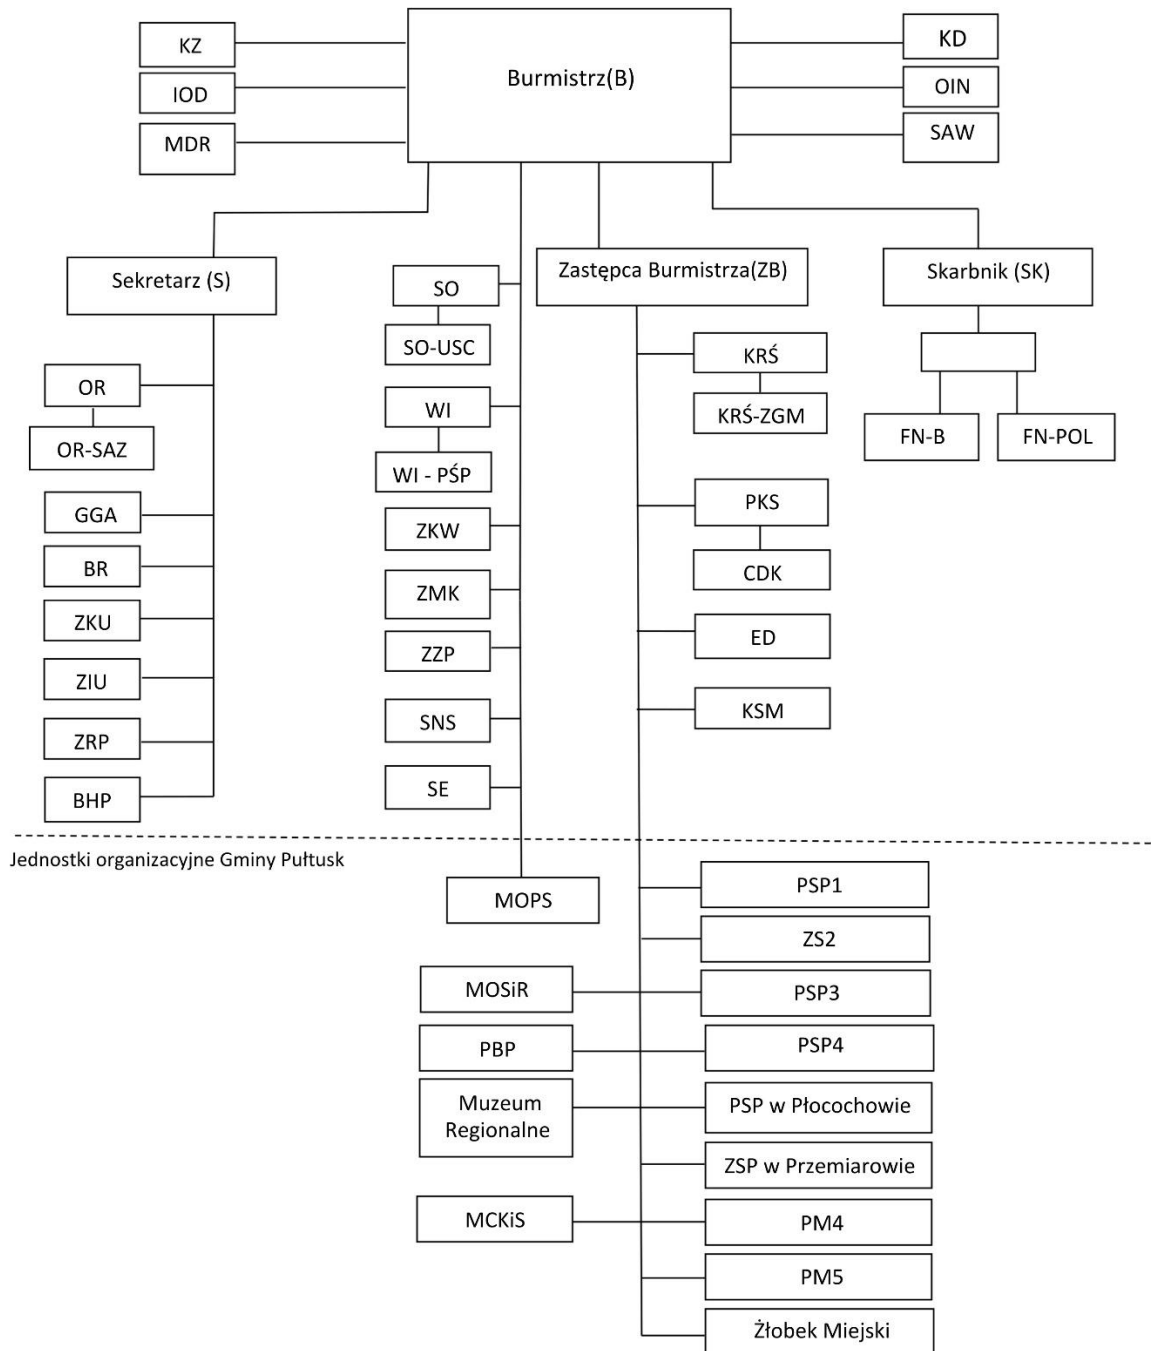 KZ
IOD
MDR
Burmistrz(B)
KD
OIN
SAW
Sekretarz (S)
OR
OR-SAZ
GGA
BR
ZKU
ZIU
ZRP
BHP
SO
SO-USC
WI
WI - PŚP
ZKW
ZMK
ZZP
SNS
SE
Zastępca Burmistrza(ZB)
KRŚ
KRŚ-ZGM
PKS
CDK
ED
KSM
Skarbnik (SK)
FN-B
FN-POL
Jednostki organizacyjne Gminy Pułtusk
MOPS
MOSiR
PBP
Muzeum
Regionalne
MCKiS
PSP1
ZS2
PSP3
PSP4
PSP w Płocochowie
ZSP w Przemiarowie
PM4
PM5
Żłobek Miejski